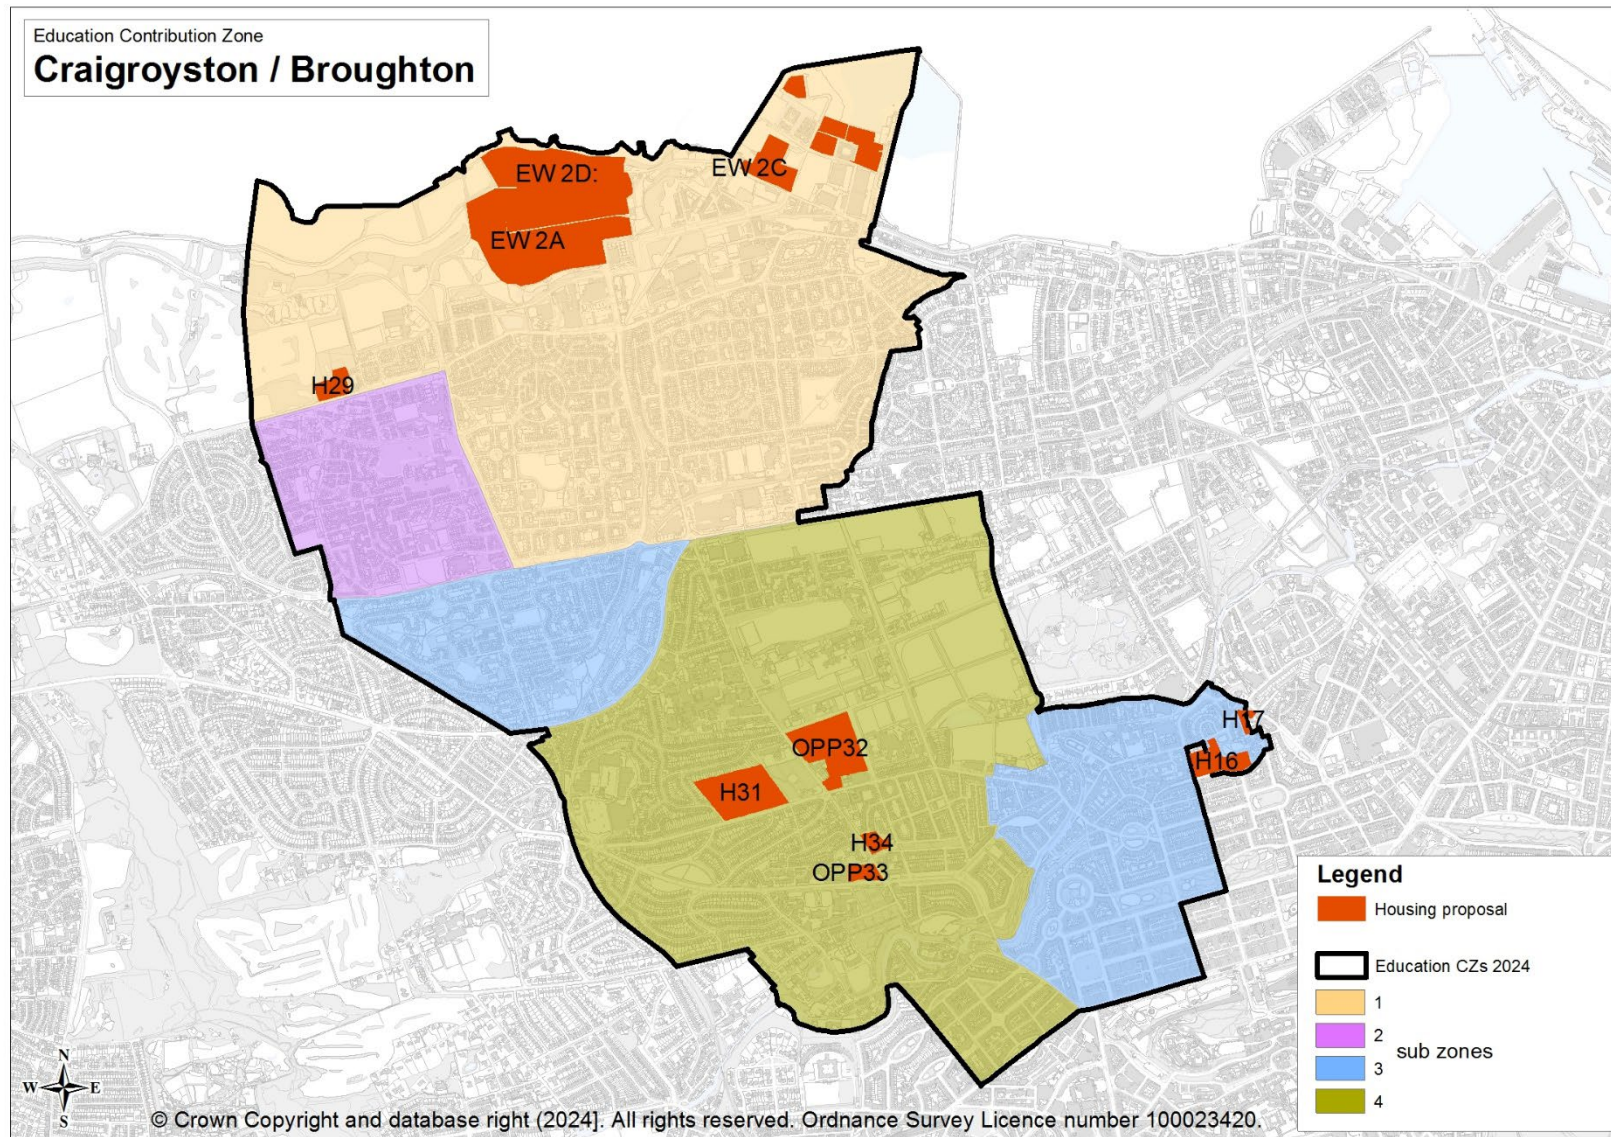 Education Contribution Zone
Craigroyston / Broughton
EW 2D:
EW 2C
EW 2A
H29
OPP32
H31
H34
OPP33
H17
H16
Legend
Housing proposal
Education CZs 2024
1
2
sub zones
3
4
N
W E
S
© Crown Copyright and database right (2024]. All rights reserved. Ordnance Survey Licence number 100023420.